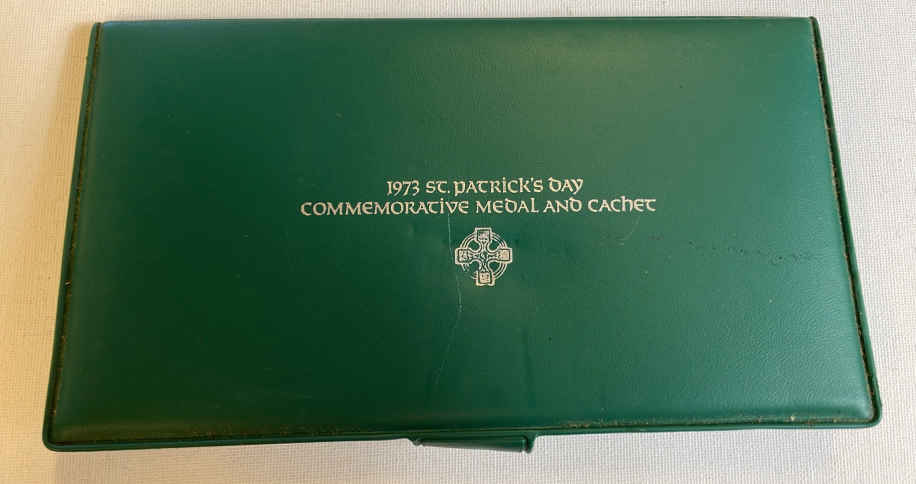 1973 St. Patrick's Day
Commemorative Medal and Cachet